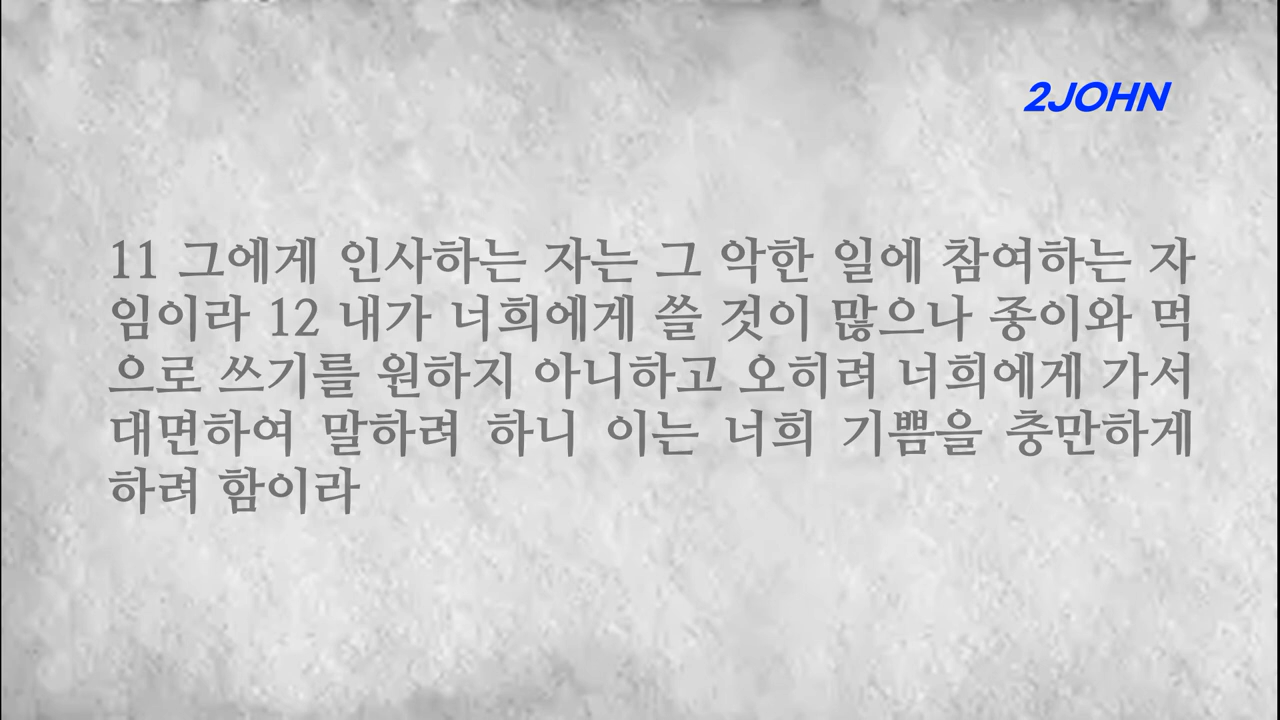 2JOHN
11 그에게 인사하는 자는 그 악한 일에 참여하는 자
임이라 12 내가 너희에게 쓸 것이 많으나 종이와 먹
으로 쓰기를 원하지 아니하고 오히려 너희에게 가서
대면하여 말하려 하니 이는 너희 기쁨을 충만하게
하려 함이라